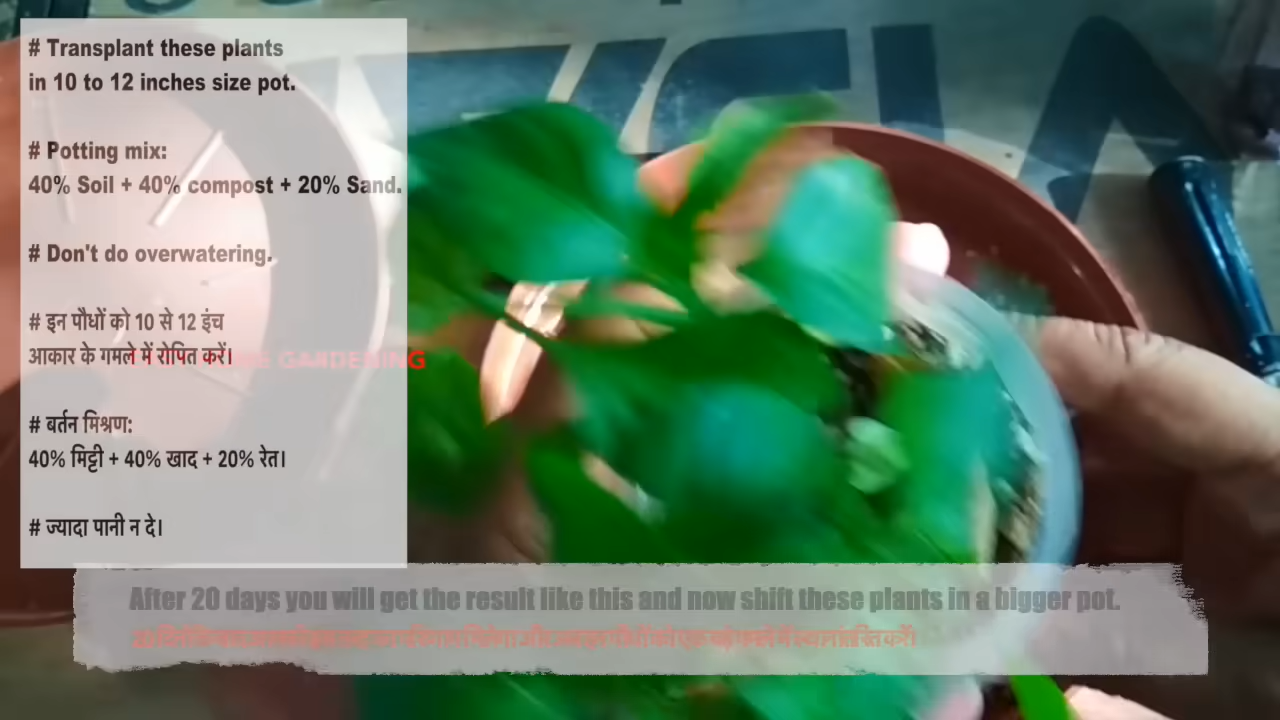 # Transplant these plants
in 10 to 12 inches size pot.
# Potting mix:
40% Soil + 40% compost + 20% Sand.
# Don't do overwatering.
# इन पौधों को 10 से 12 इंच
आकार के गमले में रोपित करें।
GARDENING
# बर्तन मिश्रण:
40% मिट्टी + 40% खाद + 20% रेत।
# ज्यादा पानी न दे।
After 20 days you will get the result like this and now shift these plants in a bigger pot.